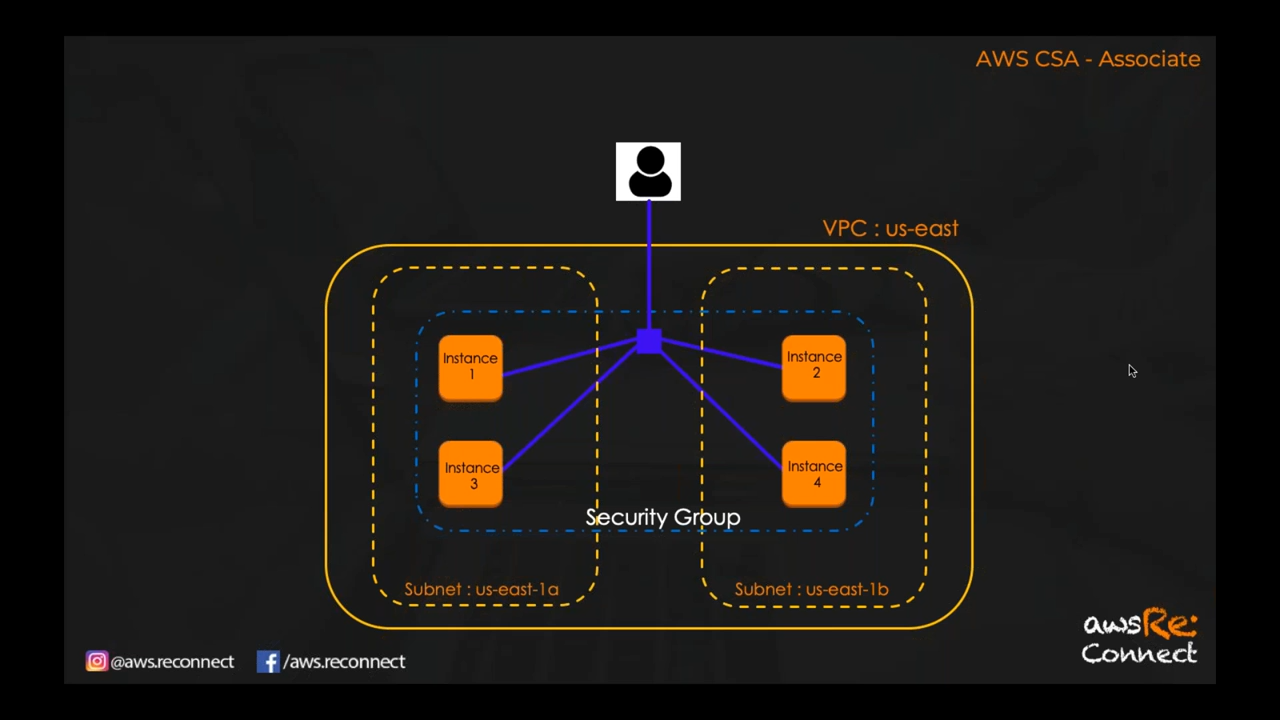 AWS CSA - Associate
VPC : us-east
Instance
1
Instance
2
Instance
3
Instance
4
Security Group
Subnet : us-east-1a
Subnet : us-east-1b
awsRe:
Connect
@aws.reconnect
/aws.reconnect